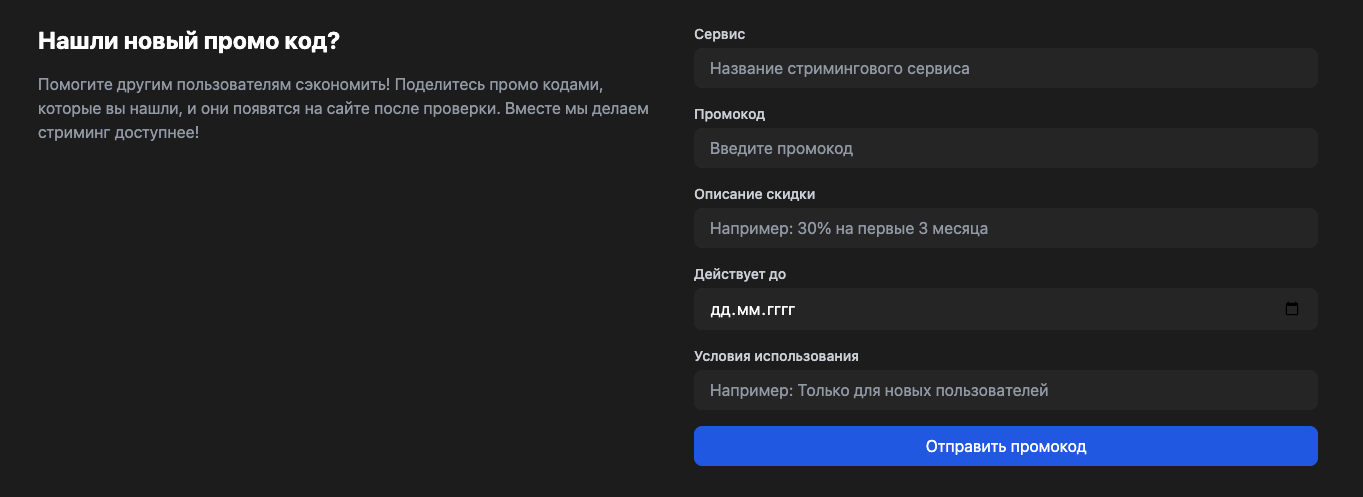 Нашли новый промо код?
Помогите другим пользователям сэкономить! Поделитесь промо кодами,
которые вы нашли, и они появятся на сайте после проверки. Вместе мы делаем
стриминг доступнее!
Сервис
Название стримингового сервиса
Промокод
Введите промокод
Описание скидки
Например: 30% на первые 3 месяца
Действует до
дд.мм.гггг
Условия использования
Например: Только для новых пользователей
Отправить промокод